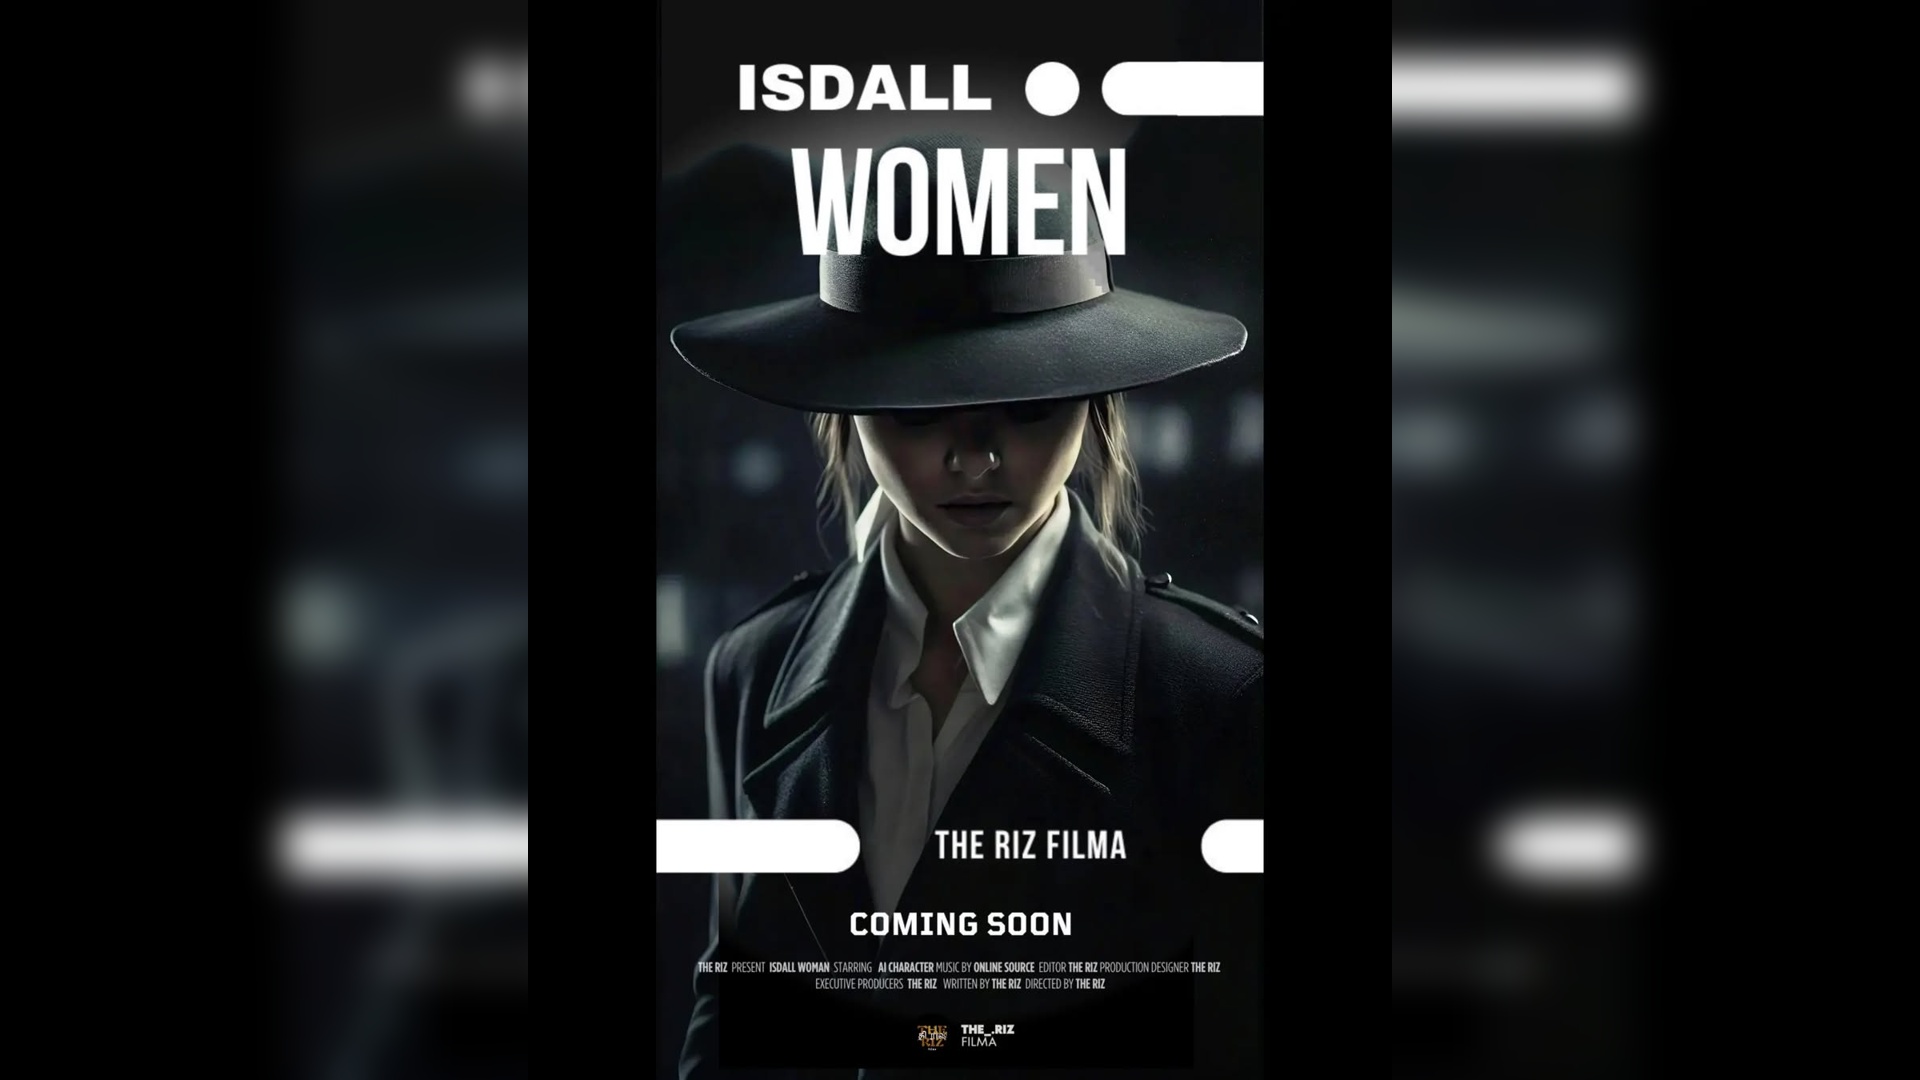 ISDALL
WOMEN
THE RIZ FILMA
COMING SOON
THE RIZ PRESENT ISDALL WOMAN STARRING AI CHARACTER MUSIC BY ONLINE SOURCE EDITOR THE RIZ PRODUCTION DESIGNER THE RIZ
EXECUTIVE PRODUCERS THE RIZ WRITTEN BY THE RIZ DIRECTED BY THE RIZ
THE_.RIZ
FILMA